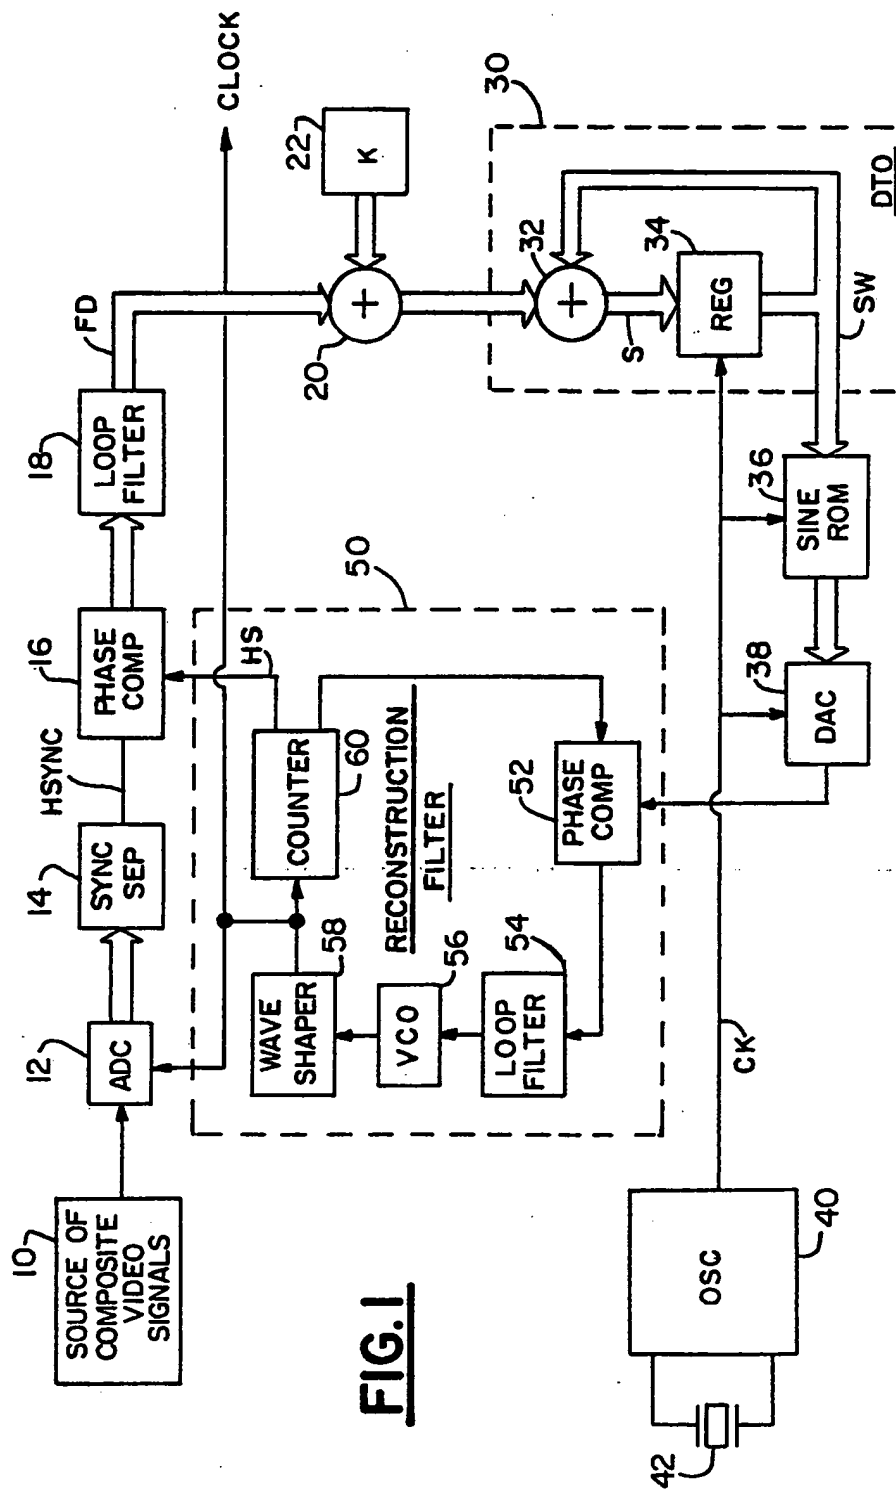 10
SOURCE OF
COMPOSITE
VIDEO
SIGNALS
12
ADC
14
SYNC
SEP
HSYNC
16
PHASE
COMP
18
LOOP
FILTER
FD
CLOCK
20
+
22
K
HS
50
WAVE
SHAPER
58
COUNTER
60
RECONSTRUCTION
FILTER
VCO
56
LOOP
FILTER
54
52
PHASE
COMP
30
32
+
S
34
REG
SW
DTO
36
SINE
ROM
38
DAC
CK
OSC
40
42
FIG. 1